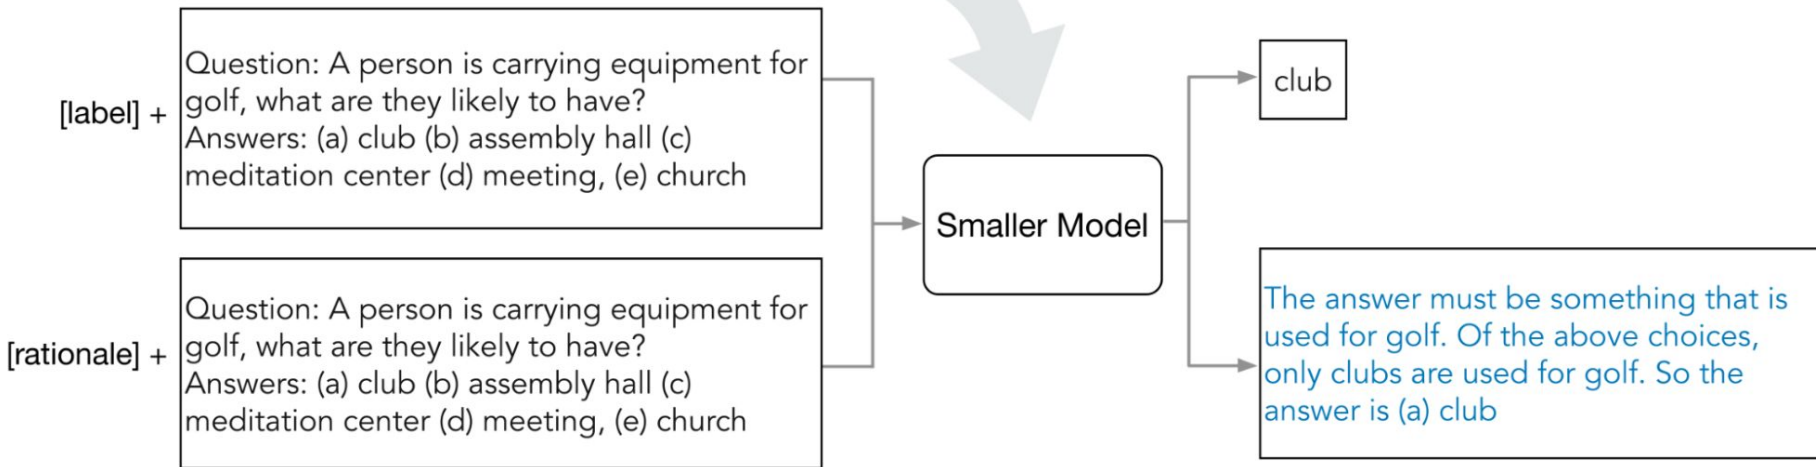 [label] +
Question: A person is carrying equipment for
golf, what are they likely to have?
Answers: (a) club (b) assembly hall (c)
meditation center (d) meeting, (e) church
[rationale] +
Question: A person is carrying equipment for
golf, what are they likely to have?
Answers: (a) club (b) assembly hall (c)
meditation center (d) meeting, (e) church
Smaller Model
club
The answer must be something that is
used for golf. Of the above choices,
only clubs are used for golf. So the
answer is (a) club